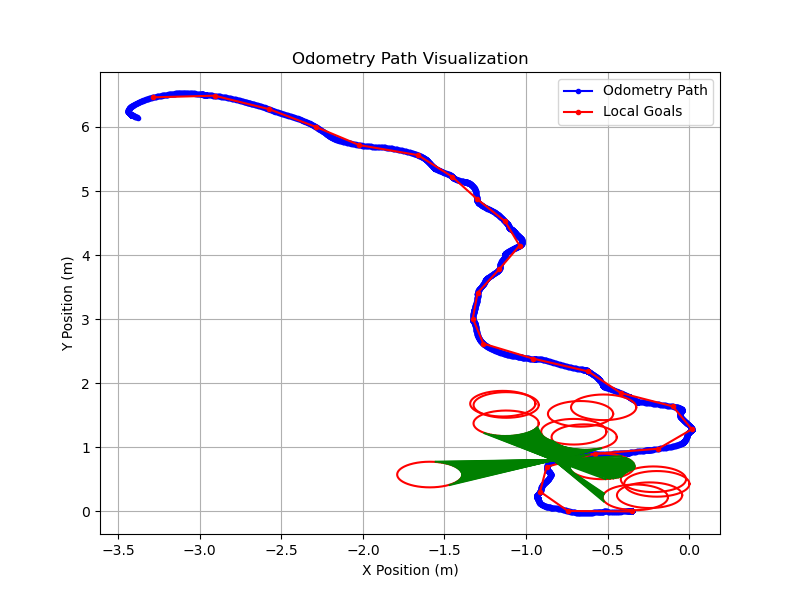 Odometry Path Visualization
Odometry Path
Local Goals
Y Position (m)
6
5
4
3
2
1
0
−3.5 −3.0 −2.5 −2.0 −1.5 −1.0 −0.5 0.0
X Position (m)